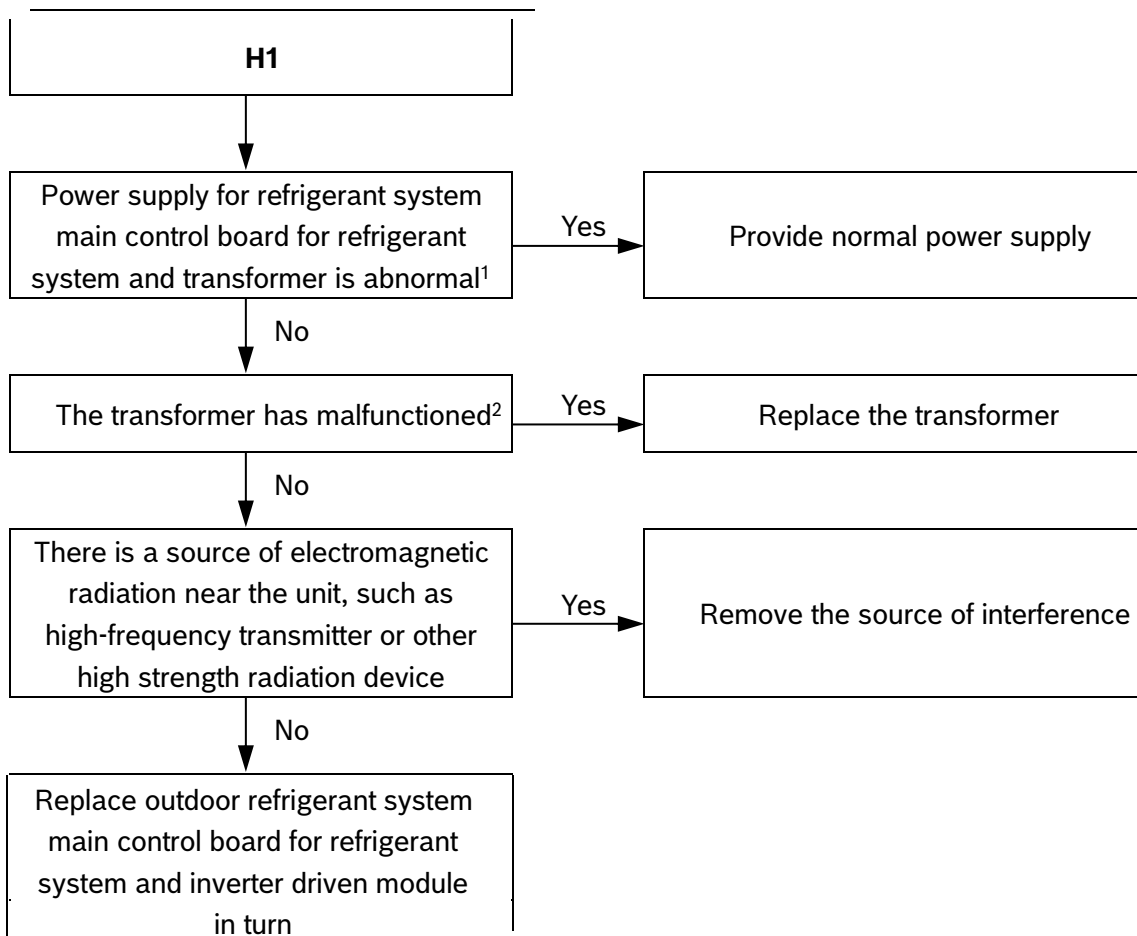 H1
Power supply for refrigerant system
main control board for refrigerant
system and transformer is abnormal¹
Yes
Provide normal power supply
No
The transformer has malfunctioned²
Yes
Replace the transformer
No
There is a source of electromagnetic
radiation near the unit, such as
high-frequency transmitter or other
high strength radiation device
Yes
Remove the source of interference
No
Replace outdoor refrigerant system
main control board for refrigerant
system and inverter driven module
in turn